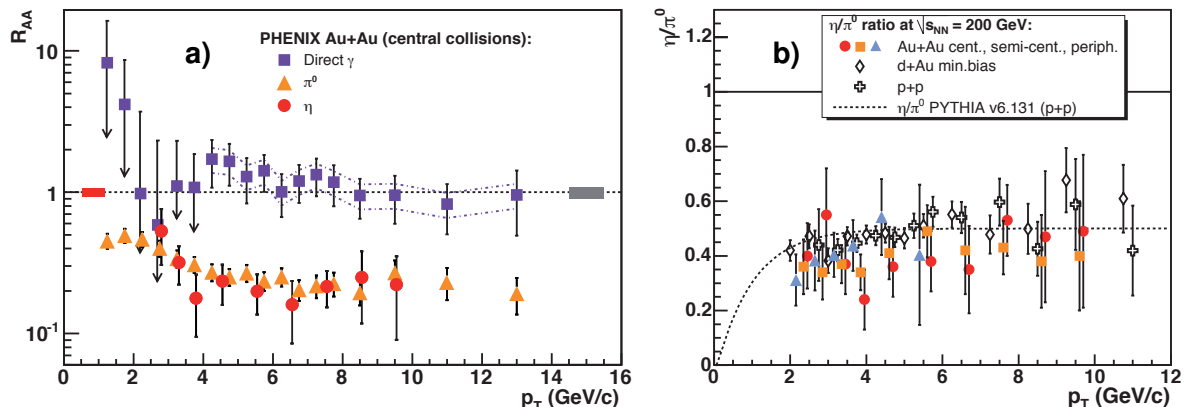 R_AA
10
1
10^-1
a)
PHENIX Au+Au (central collisions):
Direct γ
π^0
η
0 2 4 6 8 10 12 14 16
p_T (GeV/c)
η/π^0
1.2
1
0.8
0.6
0.4
0.2
0
b)
η/π^0 ratio at √s_NN = 200 GeV:
Au+Au cent., semi-cent., periph.
d+Au min.bias
p+p
η/π^0 PYTHIA v6.131 (p+p)
0 2 4 6 8 10 12
p_T (GeV/c)